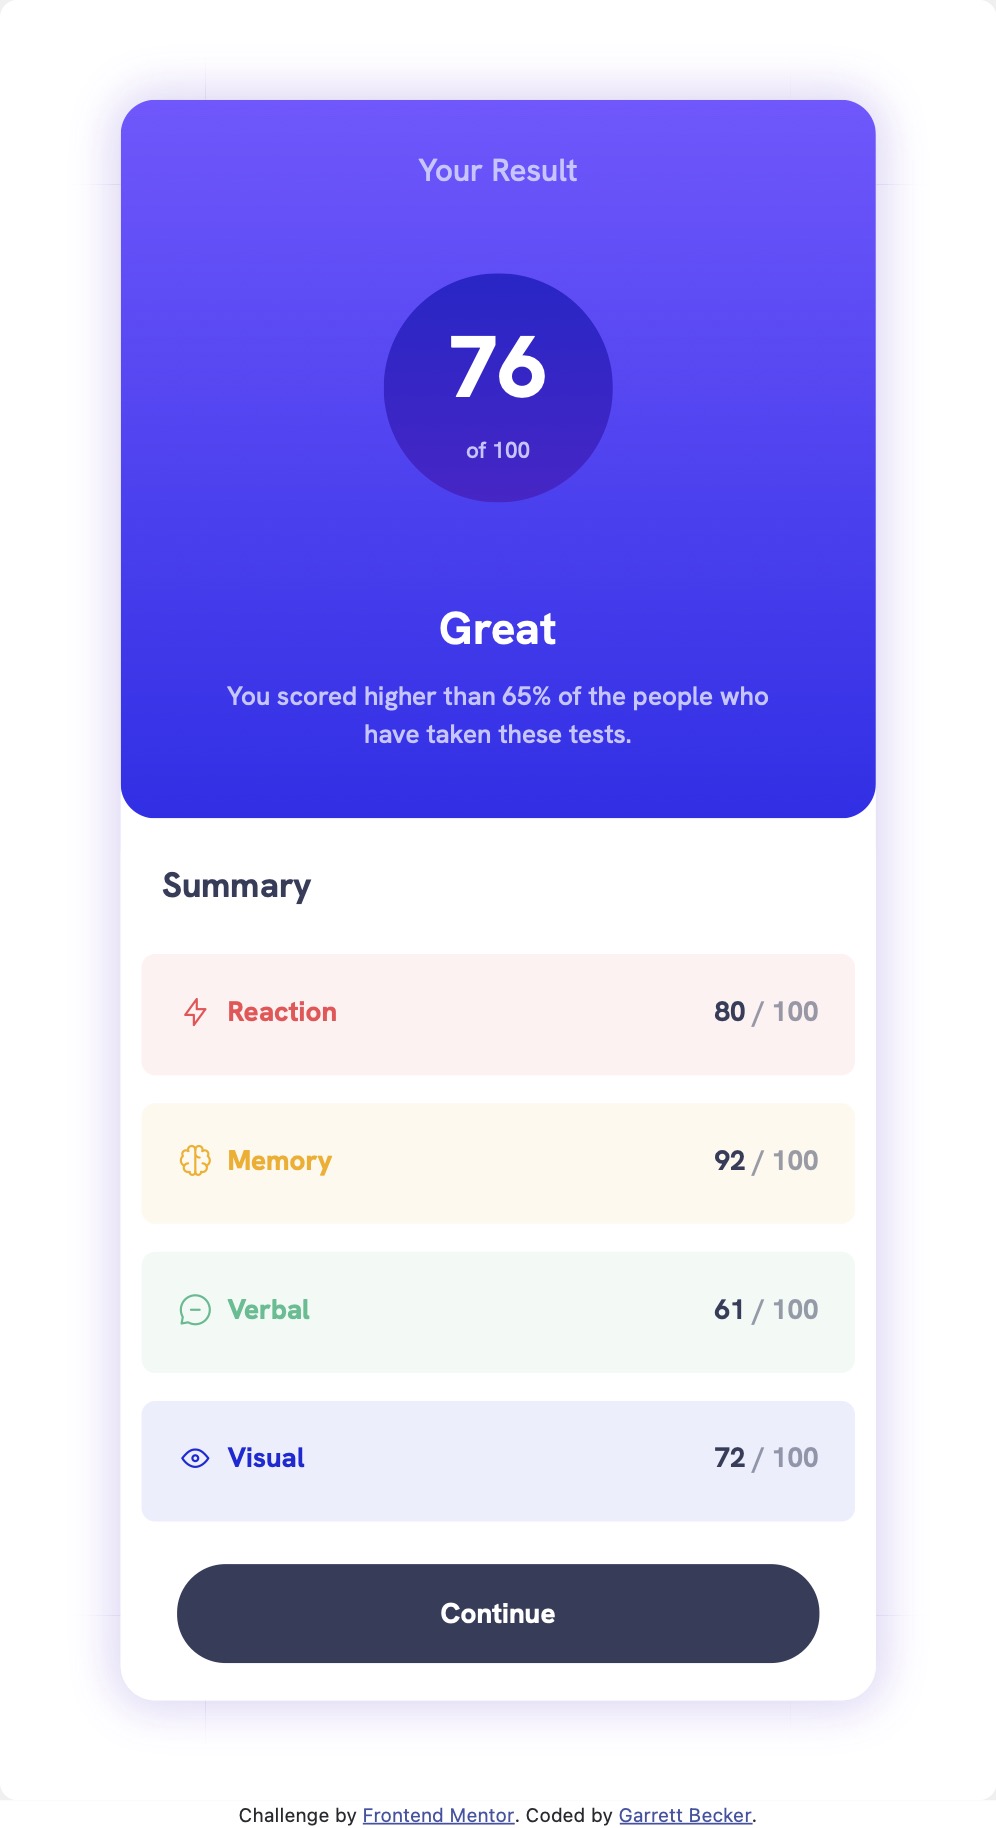 Your Result
76
of 100
Great
You scored higher than 65% of the people who
have taken these tests.
Summary
Reaction 80 / 100
Memory 92 / 100
Verbal 61 / 100
Visual 72 / 100
Continue
Challenge by Frontend Mentor. Coded by Garrett Becker.